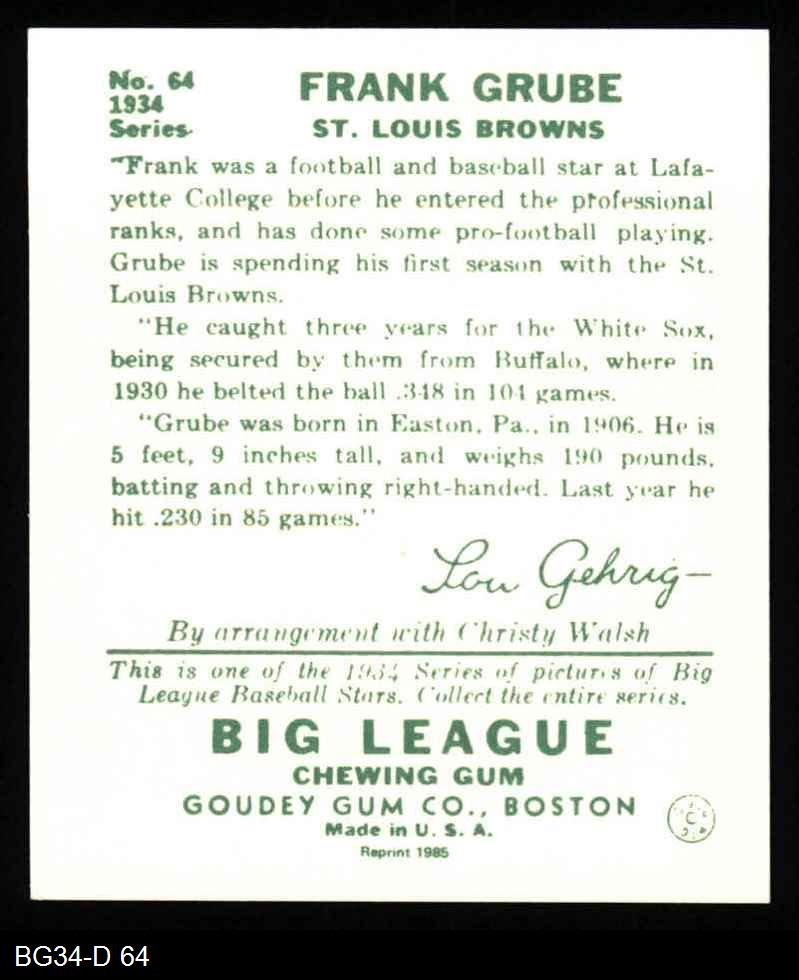 No. 64
1934
Series
FRANK GRUBE
ST. LOUIS BROWNS
"Frank was a football and baseball star at Lafa-
yette College before he entered the professional
ranks, and has done some pro-football playing.
Grube is spending his first season with the St.
Louis Browns.
"He caught three years for the White Sox,
being secured by them from Buffalo, where in
1930 he belted the ball .348 in 104 games.
"Grube was born in Easton, Pa., in 1906. He is
5 feet, 9 inches tall, and weighs 190 pounds,
batting and throwing right-handed. Last year he
hit .230 in 85 games."
Lou Gehrig
By arrangement with Christy Walsh
This is one of the 1934 Series of pictures of Big
League Baseball Stars. Collect the entire series.
BIG LEAGUE
CHEWING GUM
GOUDEY GUM CO., BOSTON
Made in U. S. A.
Reprint 1985
C
BG34-D 64